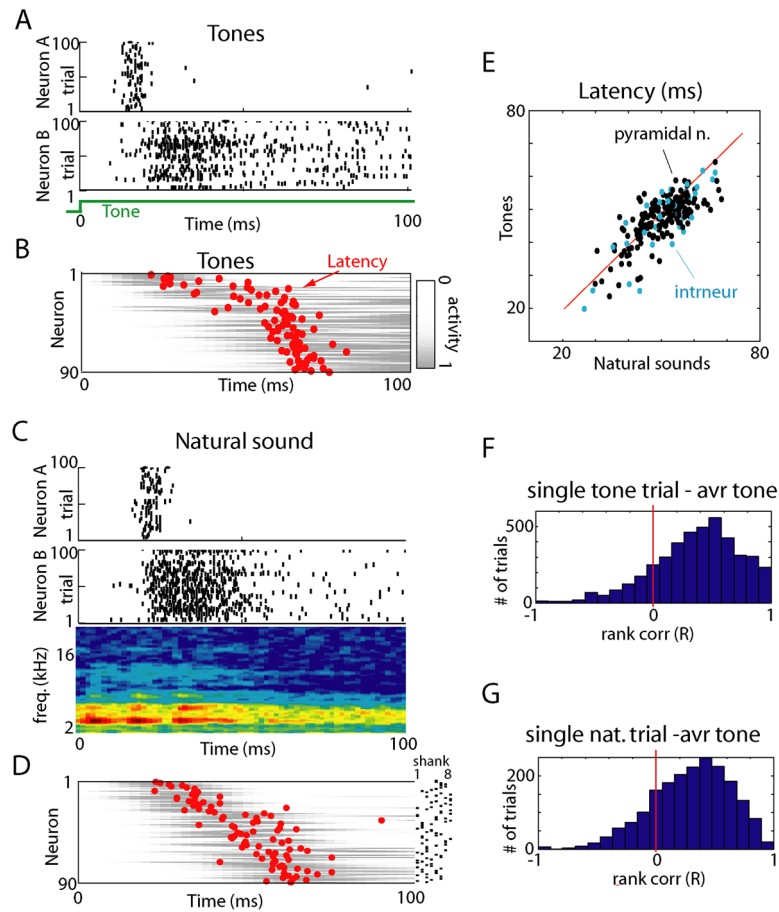 A
Tones
Neuron A
trial
100
1
Neuron B
trial
100
1
Tone
0
Time (ms)
100
B
Tones
Latency
Neuron
1
90
0
Time (ms)
100
0
activity
1
C
Natural sound
Neuron A
trial
100
1
Neuron B
trial
100
1
freq. (kHz)
16
2
0
Time (ms)
100
D
shank
1 8
Neuron
1
90
0
Time (ms)
100
E
Latency (ms)
80
pyramidal n.
Tones
intrneur
20
20
Natural sounds
80
F
single tone trial - avr tone
# of trials
500
0
-1
0
1
rank corr (R)
G
single nat. trial -avr tone
# of trials
200
0
-1
0
1
rank corr (R)